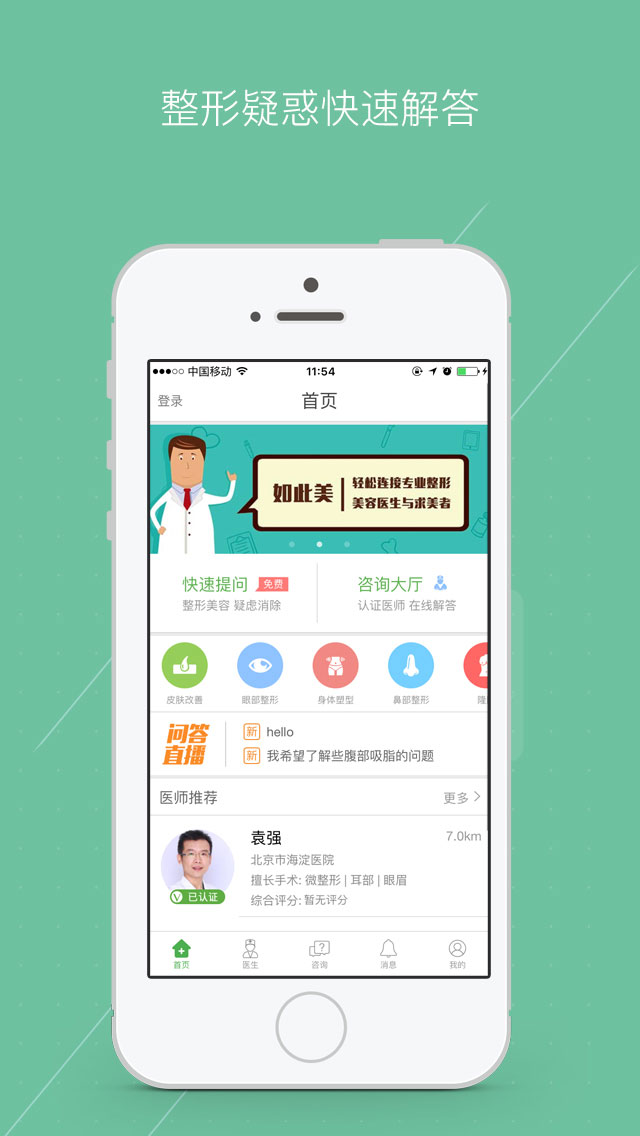 整形疑惑快速解答
中国移动 11:54
登录 首页
如此美 轻松连接专业整形
美容医生与求美者
快速提问 免费 咨询大厅
整形美容 疑虑消除 认证医师 在线解答
皮肤改善 眼部整形 身体塑型 鼻部整形 隆
问答 新 hello
直播 新 我希望了解些腹部吸脂的问题
医师推荐 更多
袁强 7.0km
北京市海淀医院
擅长手术: 微整形 | 耳部 | 眼眉
V 已认证 综合评分: 暂无评分
首页 医生 咨询 消息 我的